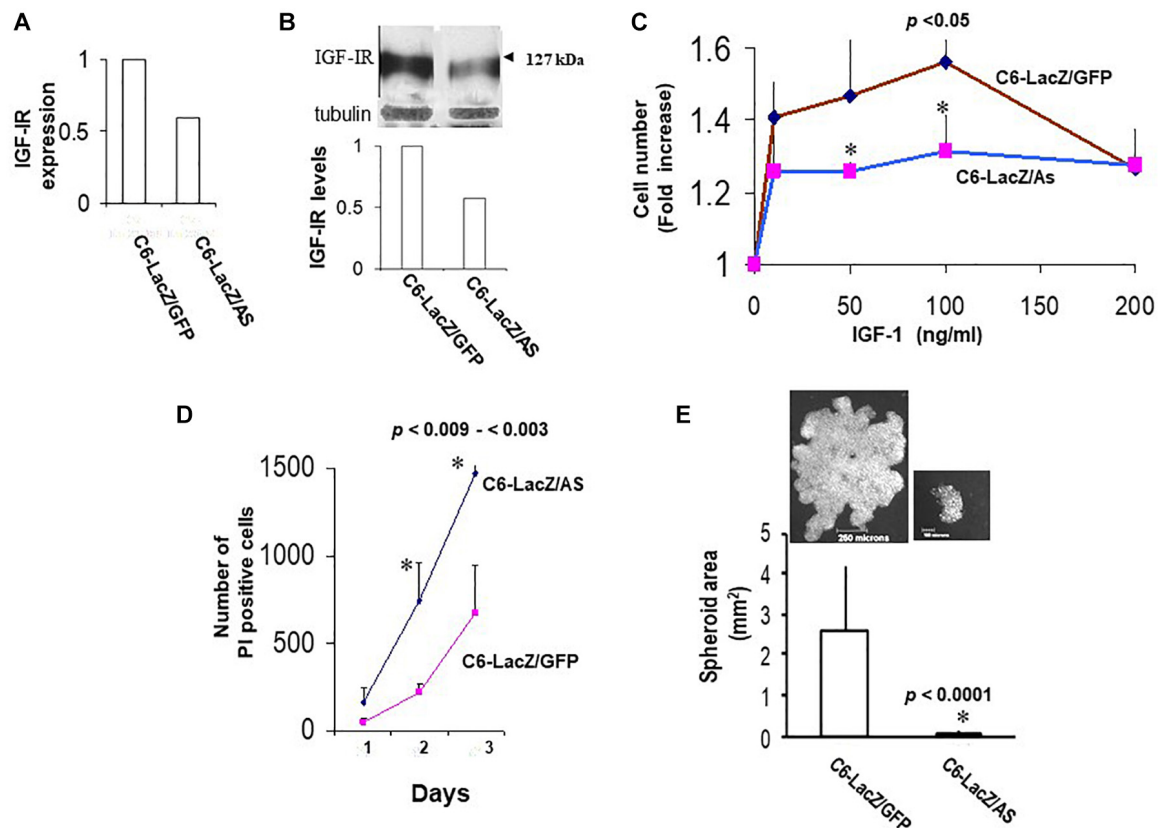 A
IGF-IR
expression
1
0.5
0
C6-LacZ/GFP
C6-LacZ/AS
B
IGF-IR
127 kDa
tubulin
IGF-IR levels
1
0.5
0
C6-LacZ/GFP
C6-LacZ/AS
C
p <0.05
Cell number
(Fold increase)
1.6
1.4
1.2
1
C6-LacZ/GFP
*
*
C6-LacZ/As
0
50
100
150
200
IGF-1 (ng/ml)
D
p < 0.009 - < 0.003
Number of
PI positive cells
1500
1000
500
0
*
*
C6-LacZ/AS
C6-LacZ/GFP
1
2
3
Days
E
250 microns
microns
Spheroid area
(mm²)
5
4
3
2
1
0
p < 0.0001
*
C6-LacZ/GFP
C6-LacZ/AS